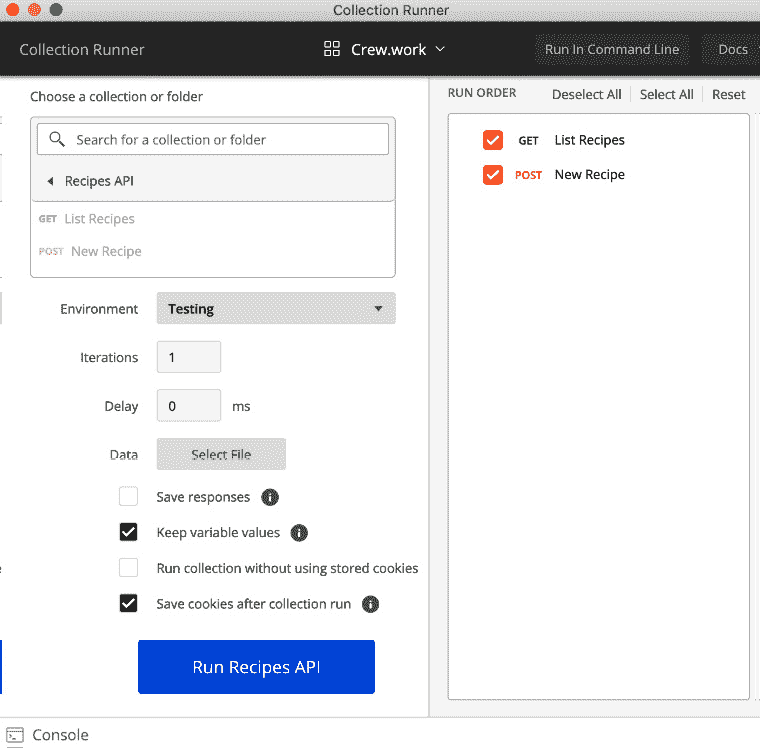 Collection Runner
Collection Runner
Crew.work
Run In Command Line
Docs
Choose a collection or folder
Search for a collection or folder
Recipes API
GET List Recipes
POST New Recipe
Environment Testing
Iterations 1
Delay 0 ms
Data Select File
Save responses
Keep variable values
Run collection without using stored cookies
Save cookies after collection run
Run Recipes API
RUN ORDER Deselect All Select All Reset
GET List Recipes
POST New Recipe
Console